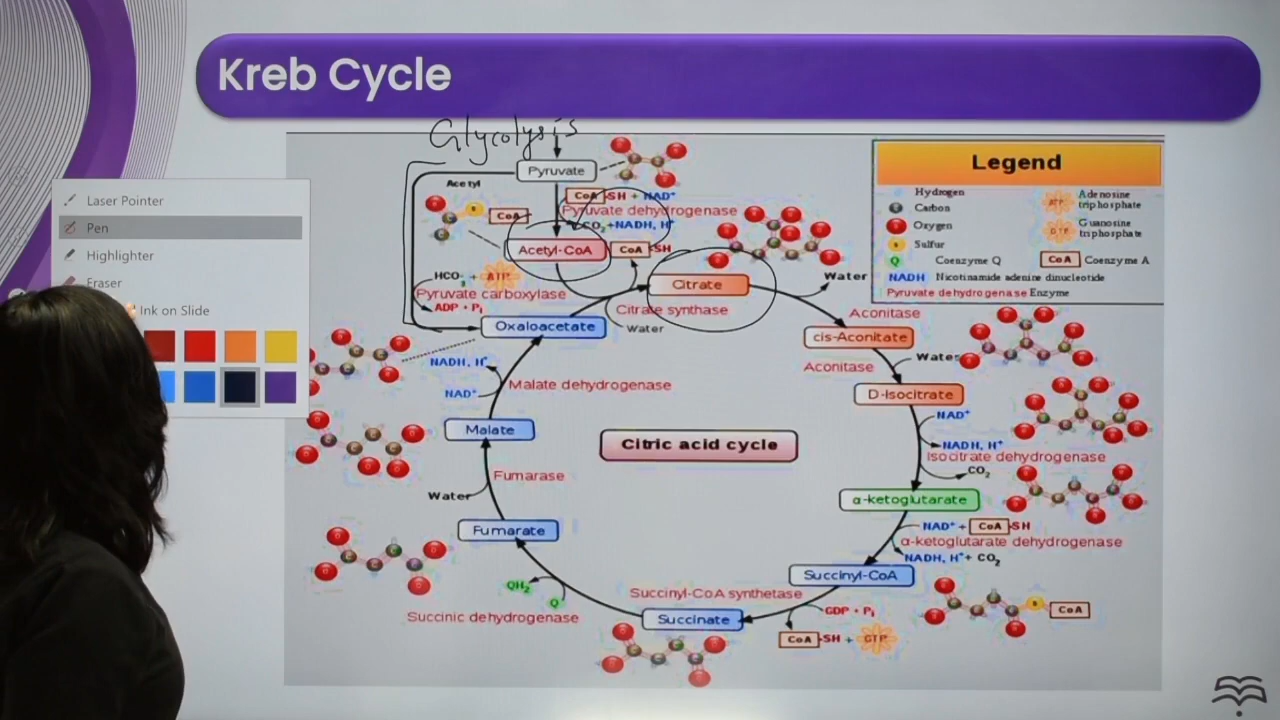 Kreb Cycle
Glycolysis
Pyruvate
Acetyl
CoA
CoA-SH + NAD⁺
Pyruvate dehydrogenase
CO₂+NADH, H⁺
Acetyl-CoA
CoA-SH
HCO₃⁻ + ATP
Pyruvate carboxylase
ADP + Pᵢ
Citrate
Citrate synthase
Water
Oxaloacetate
Water
Aconitase
cis-Aconitate
Aconitase
Water
D-Isocitrate
NAD⁺
NADH, H⁺
Isocitrate dehydrogenase
CO₂
α-ketoglutarate
NAD⁺ + CoA-SH
α-ketoglutarate dehydrogenase
NADH, H⁺+ CO₂
Succinyl-CoA
Succinyl-CoA synthetase
GDP + Pᵢ
CoA-SH + GTP
CoA
Succinate
Succinic dehydrogenase
QH₂
Q
Fumarate
Water
Fumarase
Malate
NAD⁺
NADH, H⁺
Malate dehydrogenase
Citric acid cycle
Legend
Hydrogen
Carbon
Oxygen
Sulfur
Q Coenzyme Q
ATP Adenosine
triphosphate
GTP Guanosine
triphosphate
CoA Coenzyme A
NADH Nicotinamide adenine dinucleotide
Pyruvate dehydrogenase Enzyme
Laser Pointer
Pen
Highlighter
Eraser
Ink on Slide